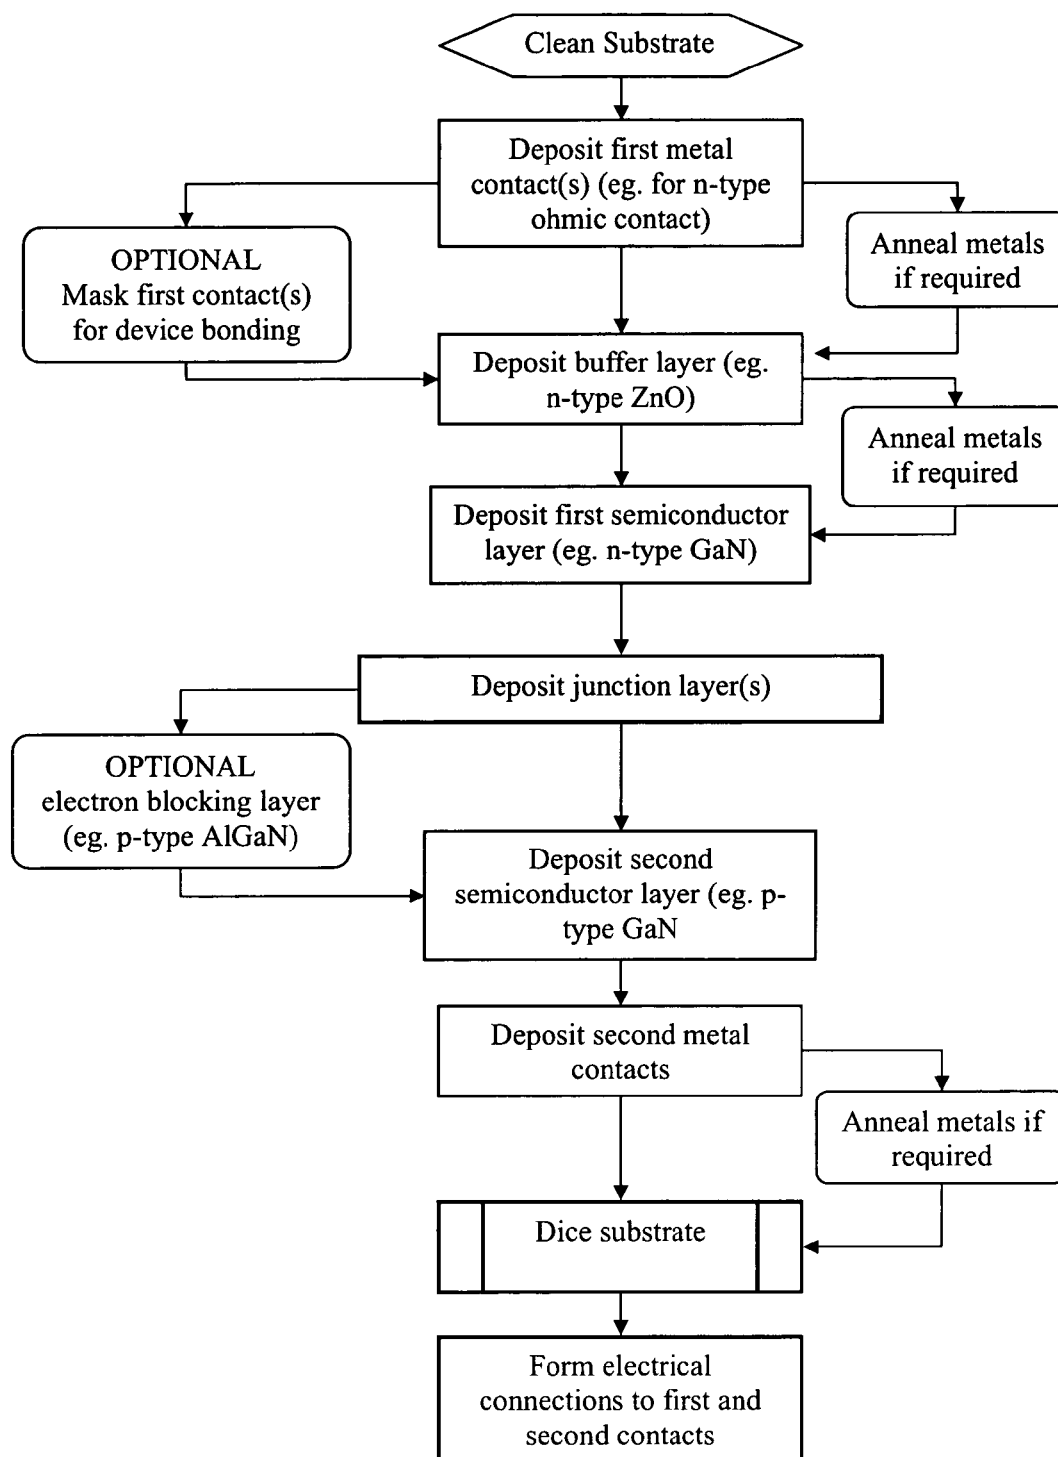 Clean Substrate
Deposit first metal
contact(s) (eg. for n-type
ohmic contact)
OPTIONAL
Mask first contact(s)
for device bonding
Anneal metals
if required
Deposit buffer layer (eg.
n-type ZnO)
Anneal metals
if required
Deposit first semiconductor
layer (eg. n-type GaN)
Deposit junction layer(s)
OPTIONAL
electron blocking layer
(eg. p-type AlGaN)
Deposit second
semiconductor layer (eg. p-
type GaN
Deposit second metal
contacts
Anneal metals if
required
Dice substrate
Form electrical
connections to first and
second contacts